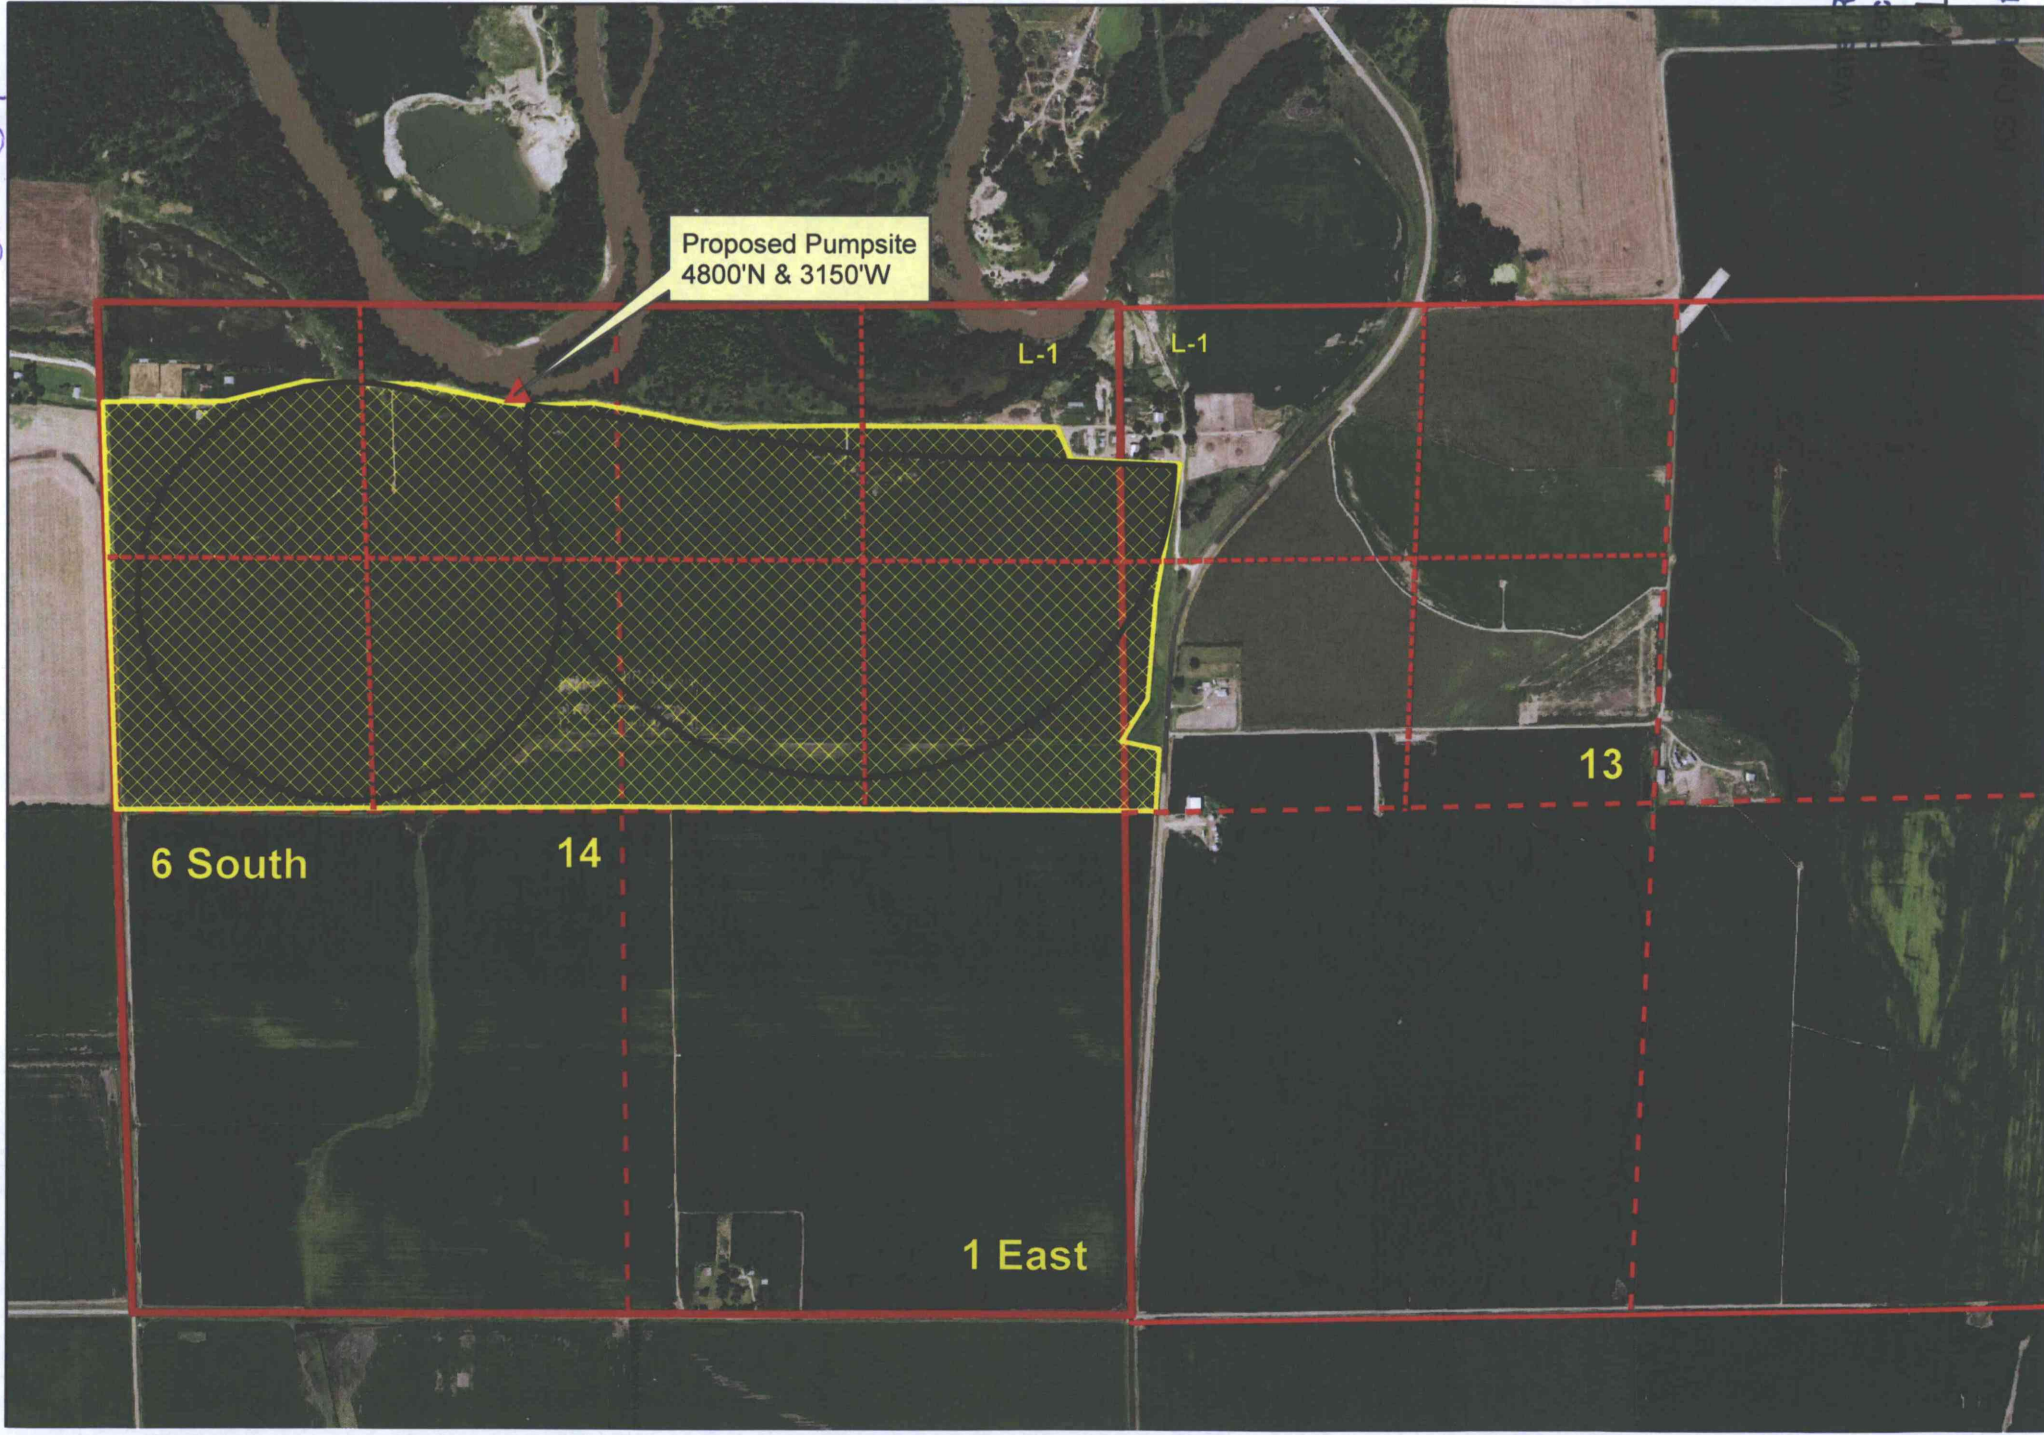 Proposed Pumpsite
4800'N & 3150'W
L-1
L-1
13
6 South
14
1 East